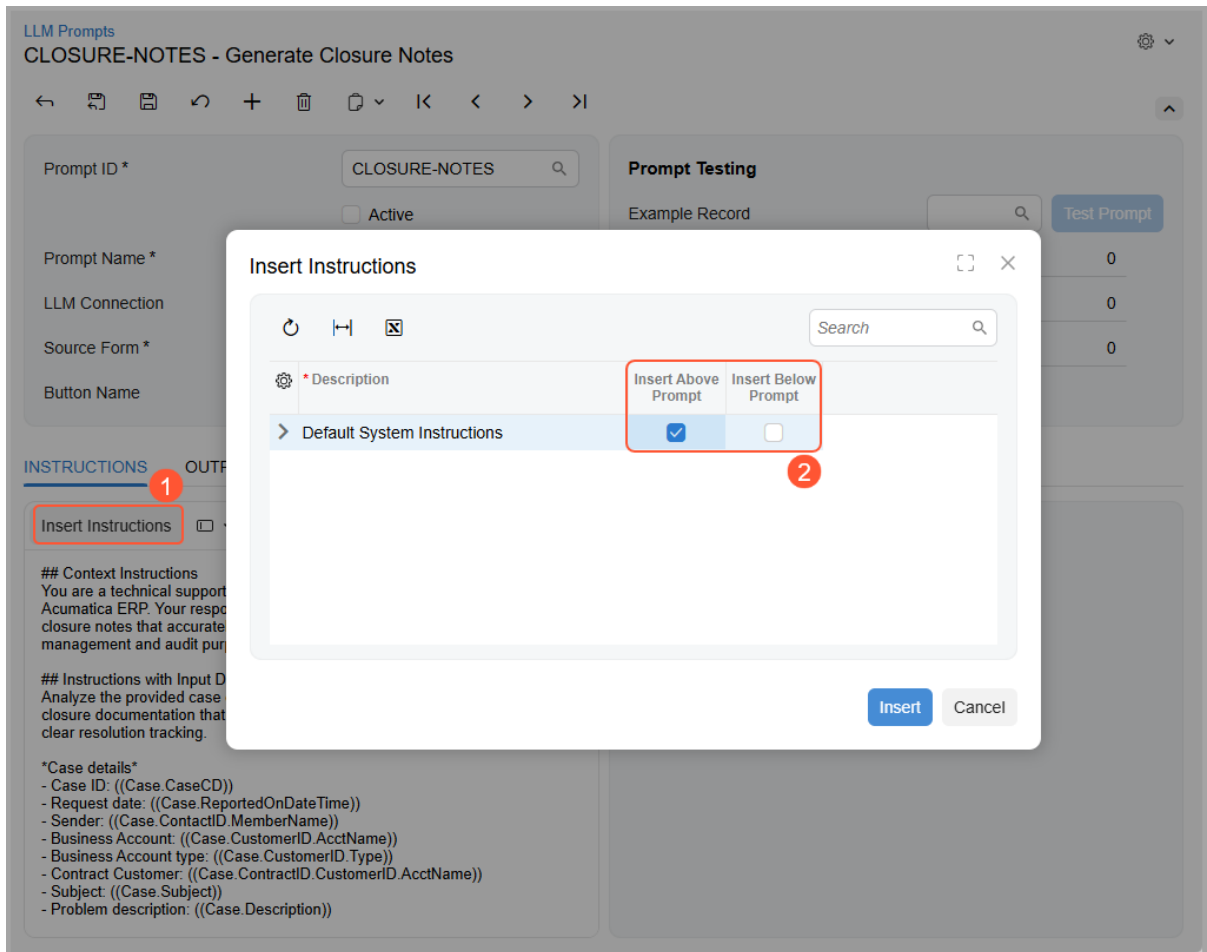 LLM Prompts
CLOSURE-NOTES - Generate Closure Notes
Prompt ID *
CLOSURE-NOTES
Active
Prompt Name *
LLM Connection
Source Form *
Button Name
Prompt Testing
Example Record
Test Prompt
0
0
0
Insert Instructions
Search
* Description
Insert Above Prompt
Insert Below Prompt
Default System Instructions
2
Insert
Cancel
INSTRUCTIONS
1
Insert Instructions
## Context Instructions
You are a technical support
Acumatica ERP. Your
closure notes that
management and audit
## Instructions with Input
Analyze the provided case
closure documentation that
clear resolution tracking.
*Case details*
- Case ID: ((Case.CaseCD))
- Request date: ((Case.ReportedOnDateTime))
- Sender: ((Case.ContactID.MemberName))
- Business Account: ((Case.CustomerID.AcctName))
- Business Account type: ((Case.CustomerID.Type))
- Contract Customer: ((Case.ContractID.CustomerID.AcctName))
- Subject: ((Case.Subject))
- Problem description: ((Case.Description))